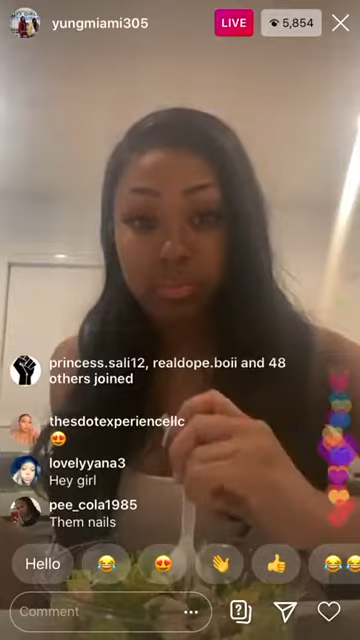 yungmiami305
LIVE
5,854
princess.sali12, realdope.boii and 48
others joined
thesdotexperiencellc
😍
lovelyyana3
Hey girl
pee_cola1985
Them nails
Hello 😂 😍 👋 👍 😂😂
Comment